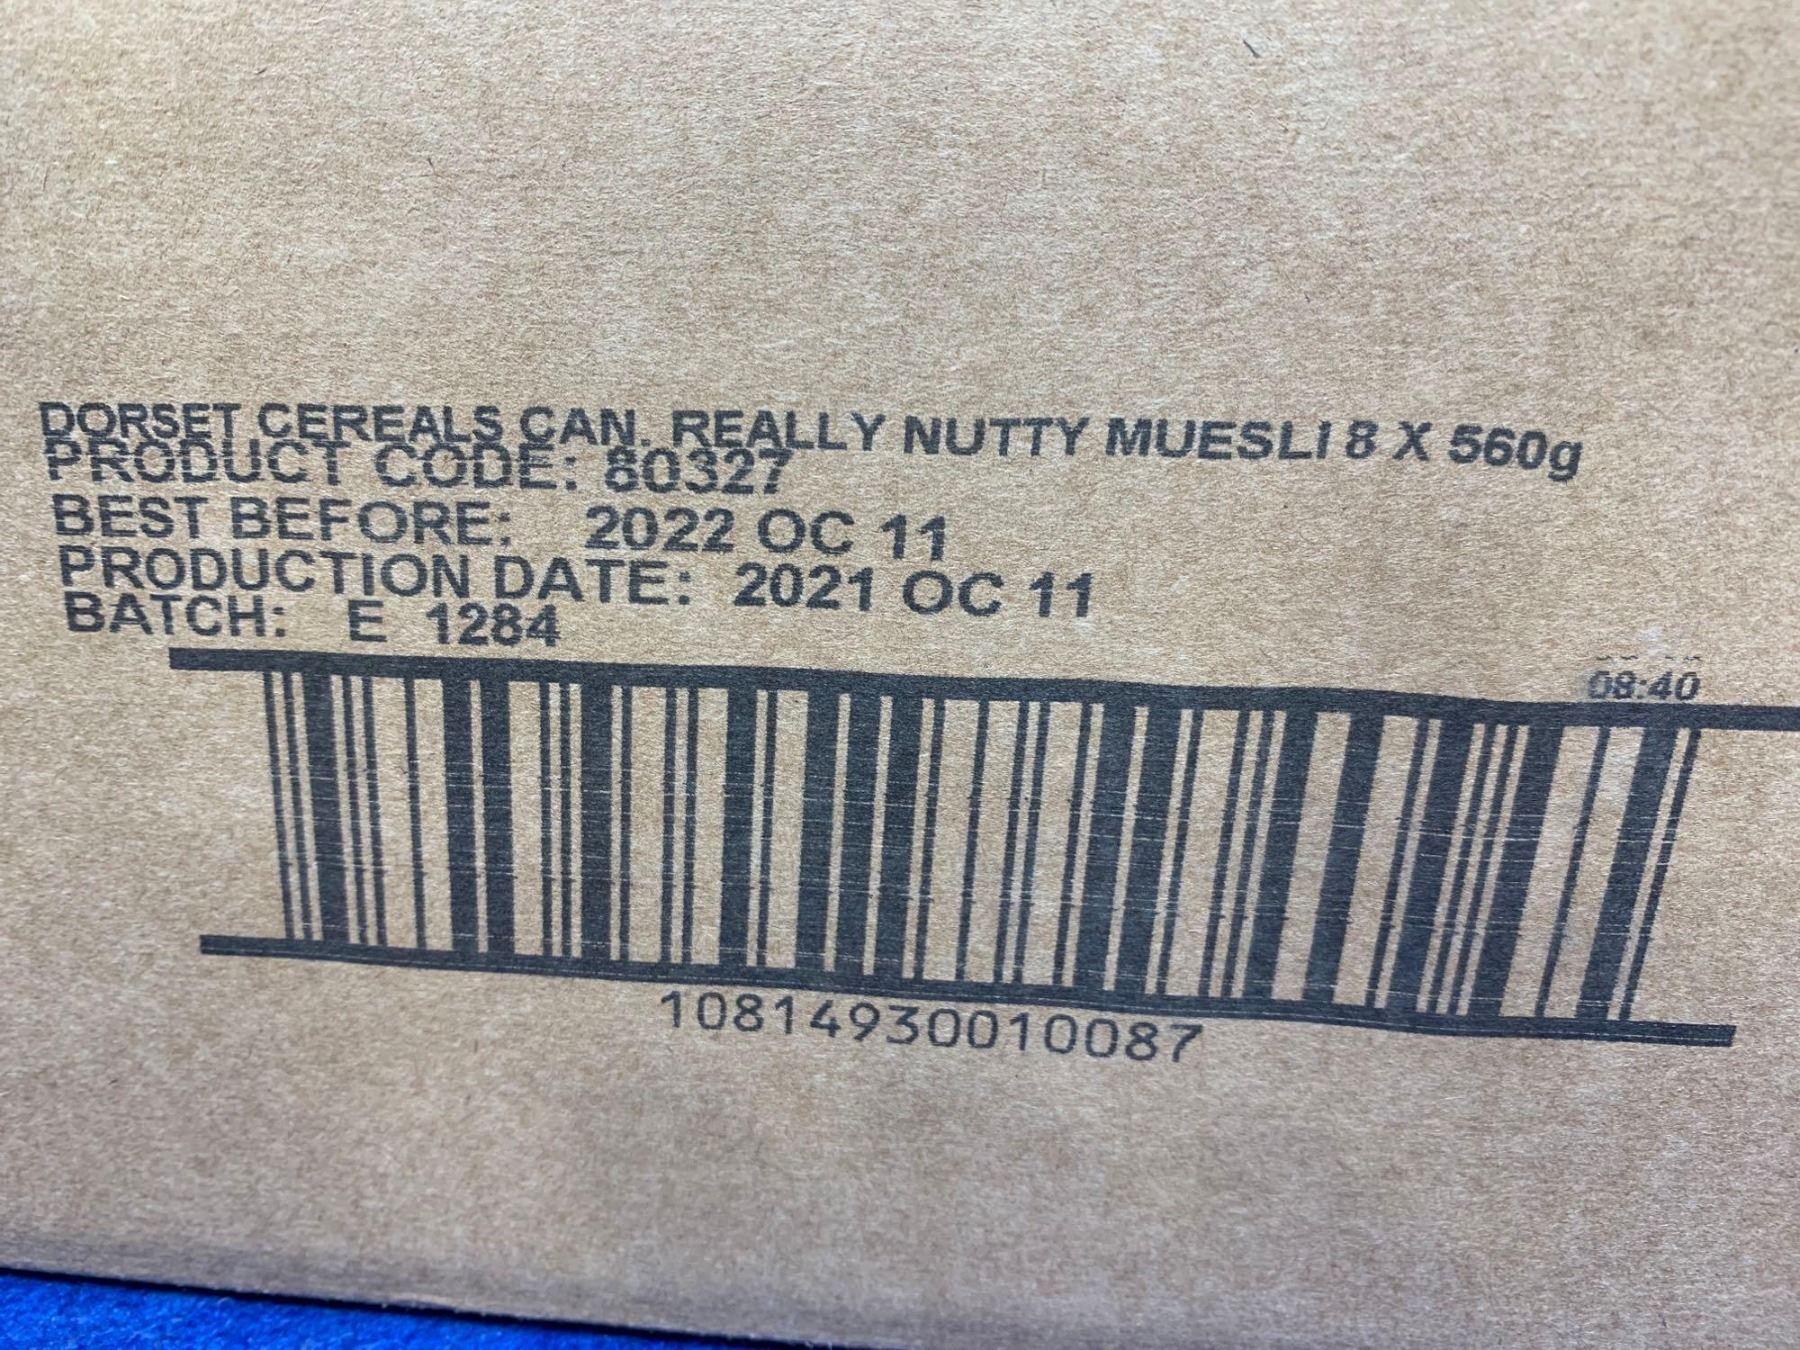 DORSET CEREALS CAN. REALLY NUTTY MUESLI 8 X 560g
PRODUCT CODE: 80327
BEST BEFORE: 2022 OC 11
PRODUCTION DATE: 2021 OC 11
BATCH: E 1284
08:40
10814930010087